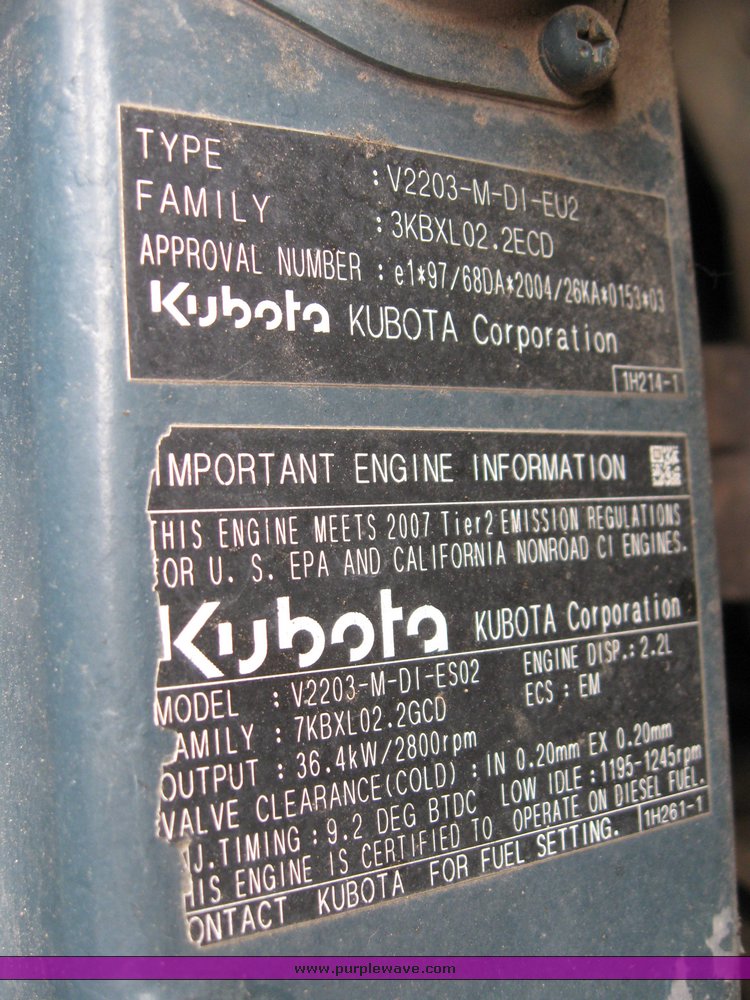 TYPE : V2203-M-DI-EU2
FAMILY : 3KBXL02.2ECD
APPROVAL NUMBER : e1*97/68DA*2004/26KA*0153*03
Kubota KUBOTA Corporation
1H214-1
IMPORTANT ENGINE INFORMATION
THIS ENGINE MEETS 2007 Tier2 EMISSION REGULATIONS
FOR U. S. EPA AND CALIFORNIA NONROAD CI ENGINES.
Kubota KUBOTA Corporation
MODEL : V2203-M-DI-ES02 ENGINE DISP.: 2.2L
AMILY : 7KBXL02.2GCD ECS : EM
OUTPUT : 36.4kW/2800rpm
VALVE CLEARANCE(COLD) : IN 0.20mm EX 0.20mm
J.TIMING : 9.2 DEG BTDC LOW IDLE : 1195-1245rpm
HIS ENGINE IS CERTIFIED TO OPERATE ON DIESEL FUEL.
ONTACT KUBOTA FOR FUEL SETTING. 1H261-1
www.purplewave.com